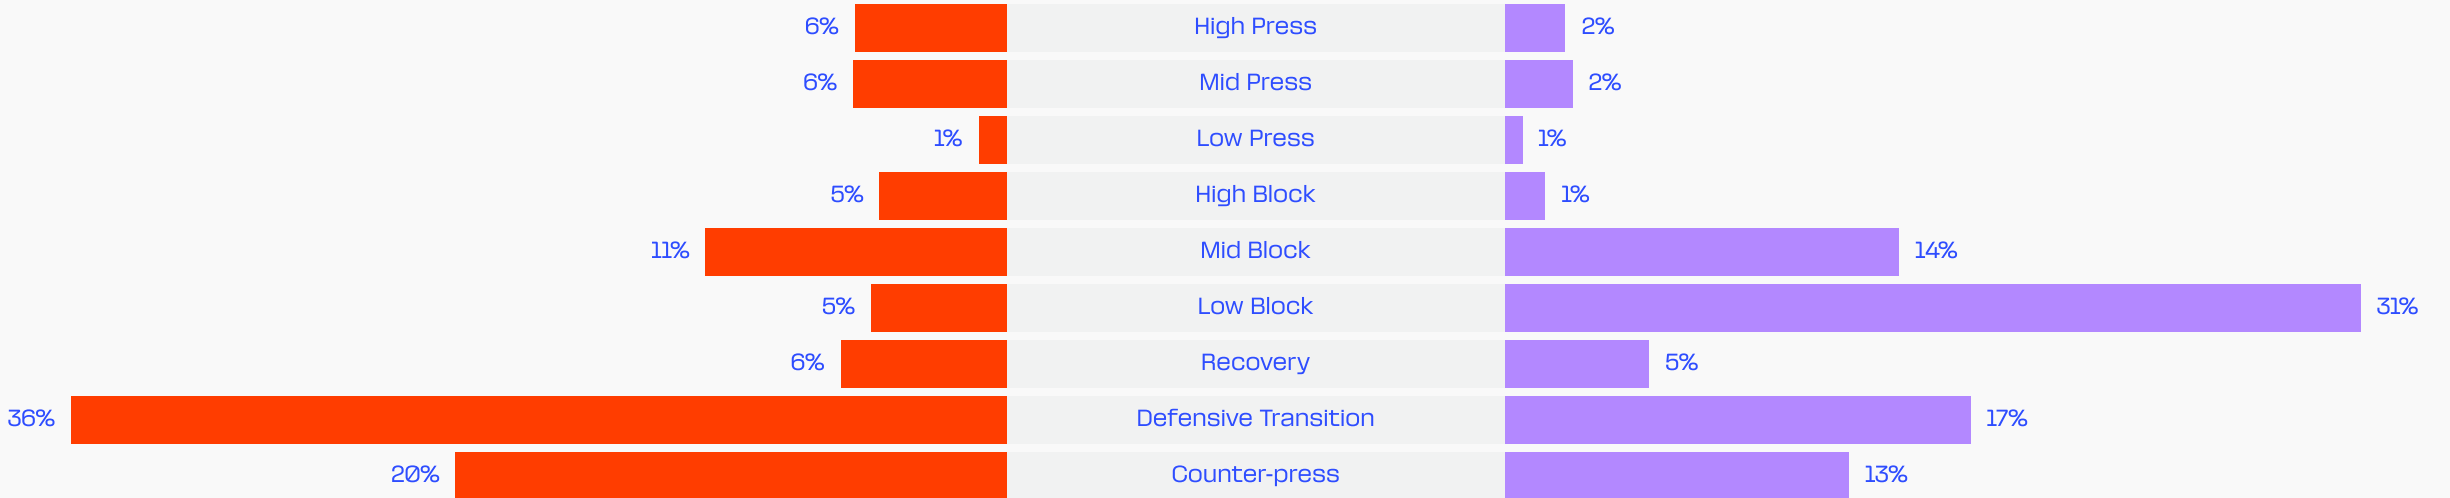 6% High Press 2%
6% Mid Press 2%
1% Low Press 1%
5% High Block 1%
11% Mid Block 14%
5% Low Block 31%
6% Recovery 5%
36% Defensive Transition 17%
20% Counter-press 13%